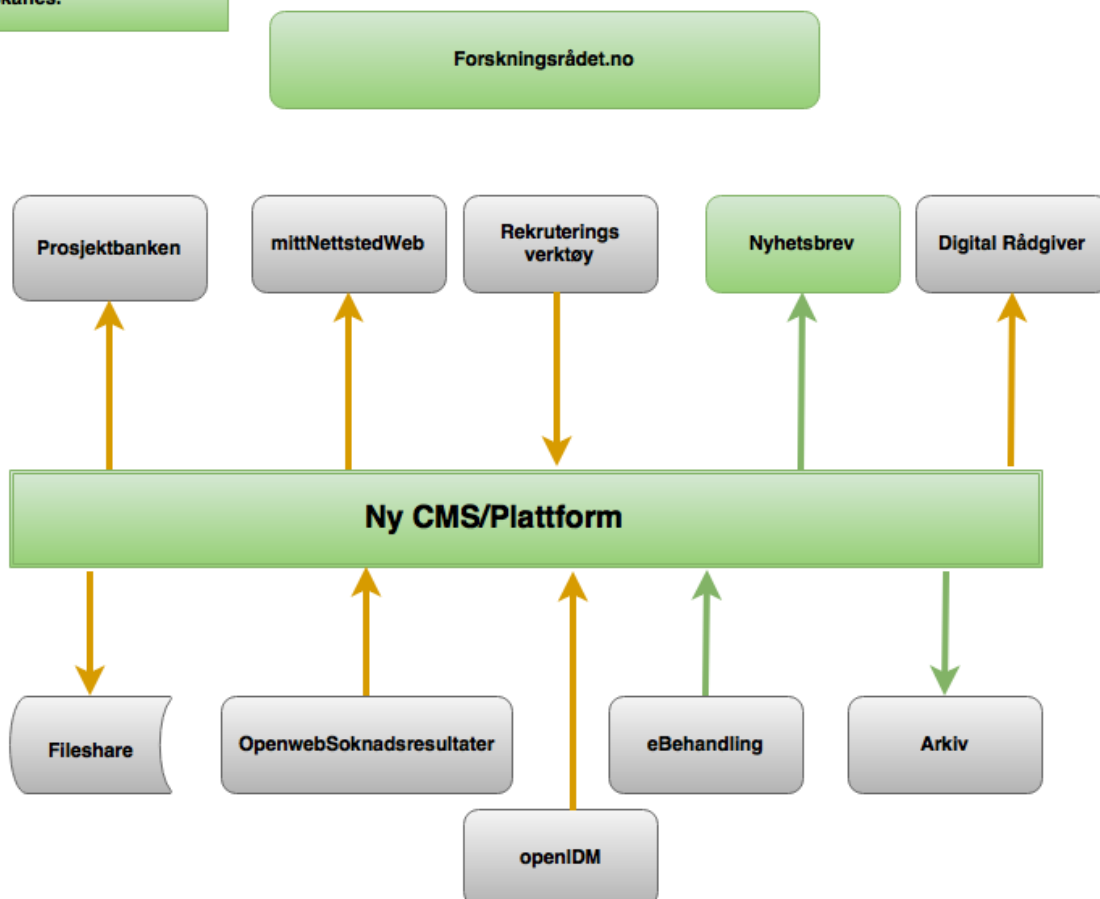 Forskningsrådet.no
Prosjektbanken
mittNettstedWeb
Rekruterings
verktøy
Nyhetsbrev
Digital Rådgiver
Ny CMS/Plattform
Fileshare
OpenwebSoknadsresultater
eBehandling
Arkiv
openIDM